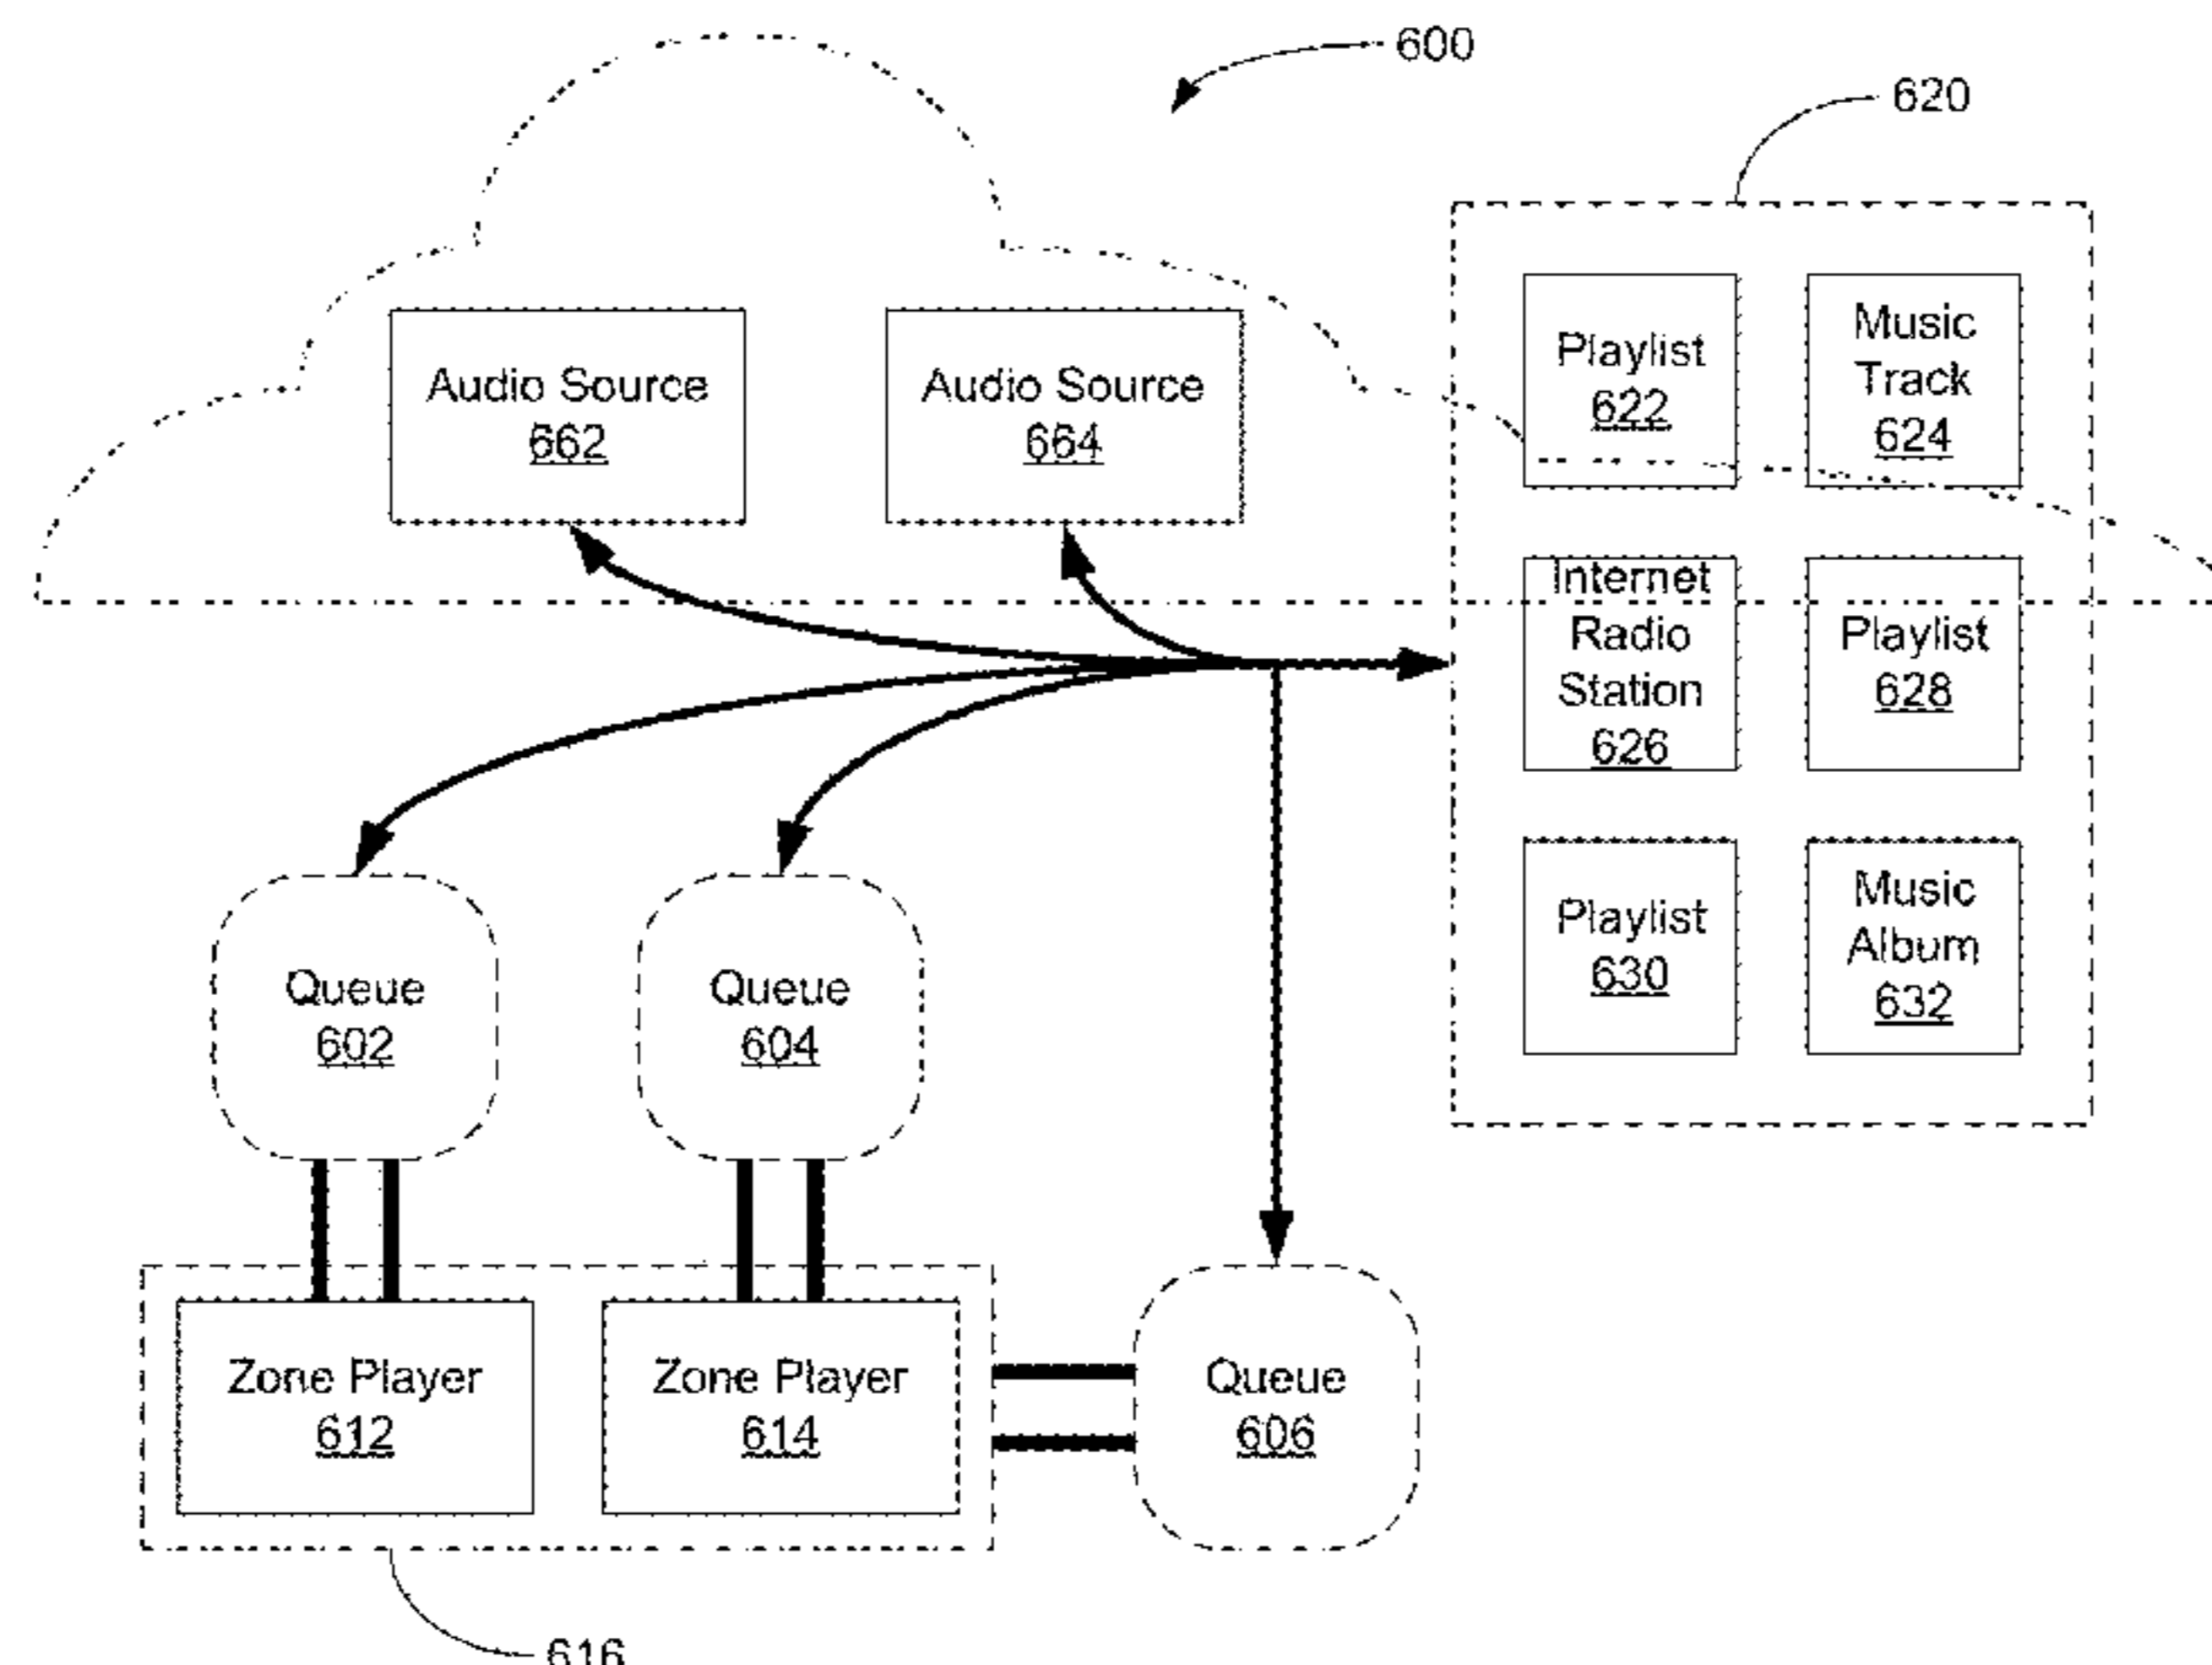 600
620
Audio Source
662
Audio Source
664
Playlist
622
Music
Track
624
Internet
Radio
Station
626
Playlist
628
Playlist
630
Music
Album
632
Queue
602
Queue
604
Zone Player
612
Zone Player
614
Queue
606
616